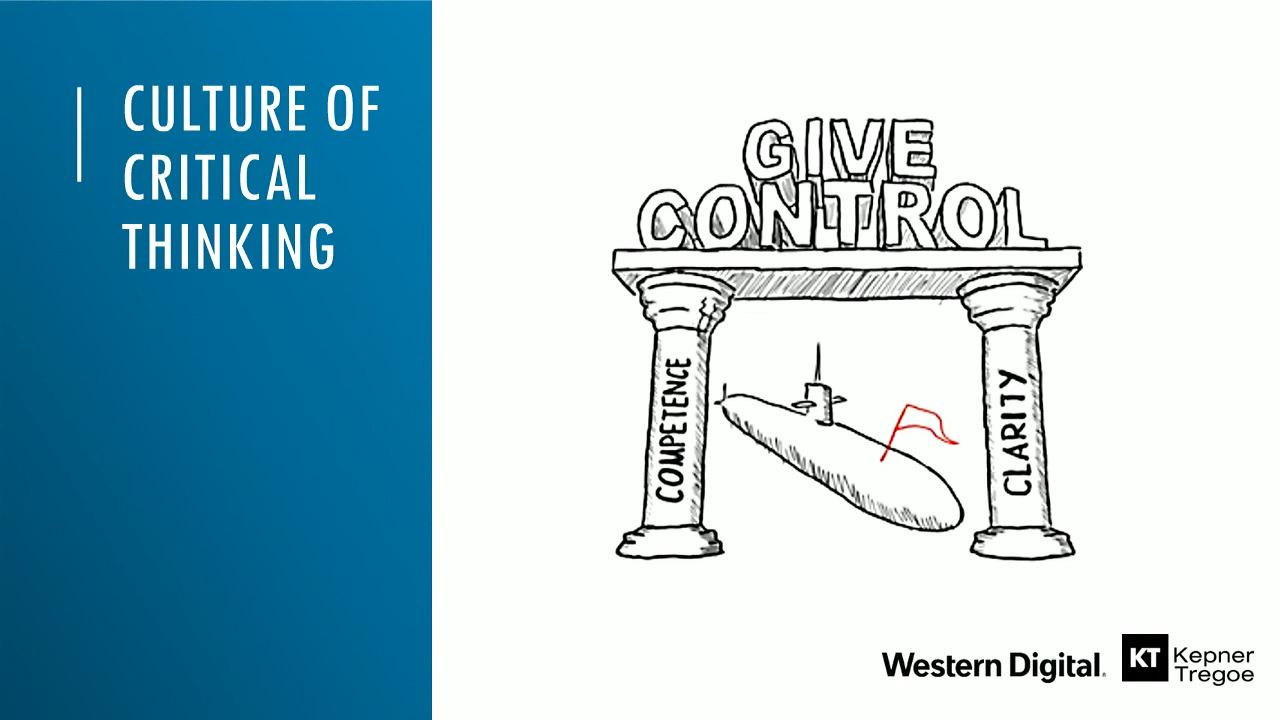 CULTURE OF
CRITICAL
THINKING
GIVE
CONTROL
COMPETENCE
CLARITY
Western Digital.
KT
Kepner
Tregoe